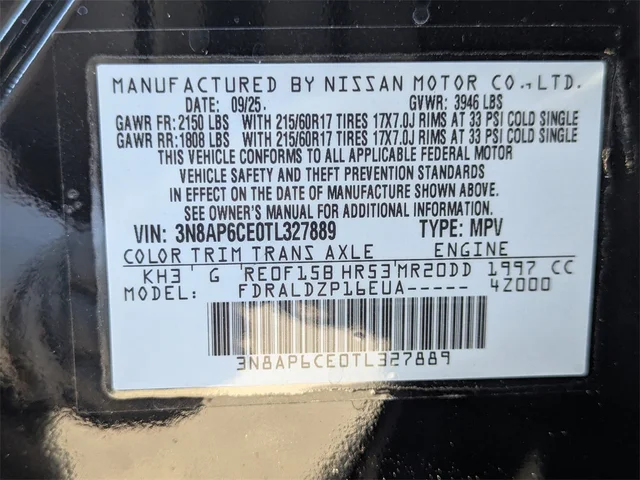 MANUFACTURED BY NISSAN MOTOR CO., LTD.
DATE: 09/25. GVWR: 3946 LBS
GAWR FR: 2150 LBS WITH 215/60R17 TIRES 17X7.0J RIMS AT 33 PSI COLD SINGLE
GAWR RR: 1808 LBS WITH 215/60R17 TIRES 17X7.0J RIMS AT 33 PSI COLD SINGLE
THIS VEHICLE CONFORMS TO ALL APPLICABLE FEDERAL MOTOR
VEHICLE SAFETY AND THEFT PREVENTION STANDARDS
IN EFFECT ON THE DATE OF MANUFACTURE SHOWN ABOVE.
SEE OWNER'S MANUAL FOR ADDITIONAL INFORMATION.
VIN: 3N8AP6CE0TL327889 TYPE: MPV
COLOR TRIM TRANS AXLE ENGINE
KH3 G RE0F15B HR53 MR20DD 1997 CC
MODEL: FDRALDZP16EUA----- 4Z000
3N8AP6CE0TL327889